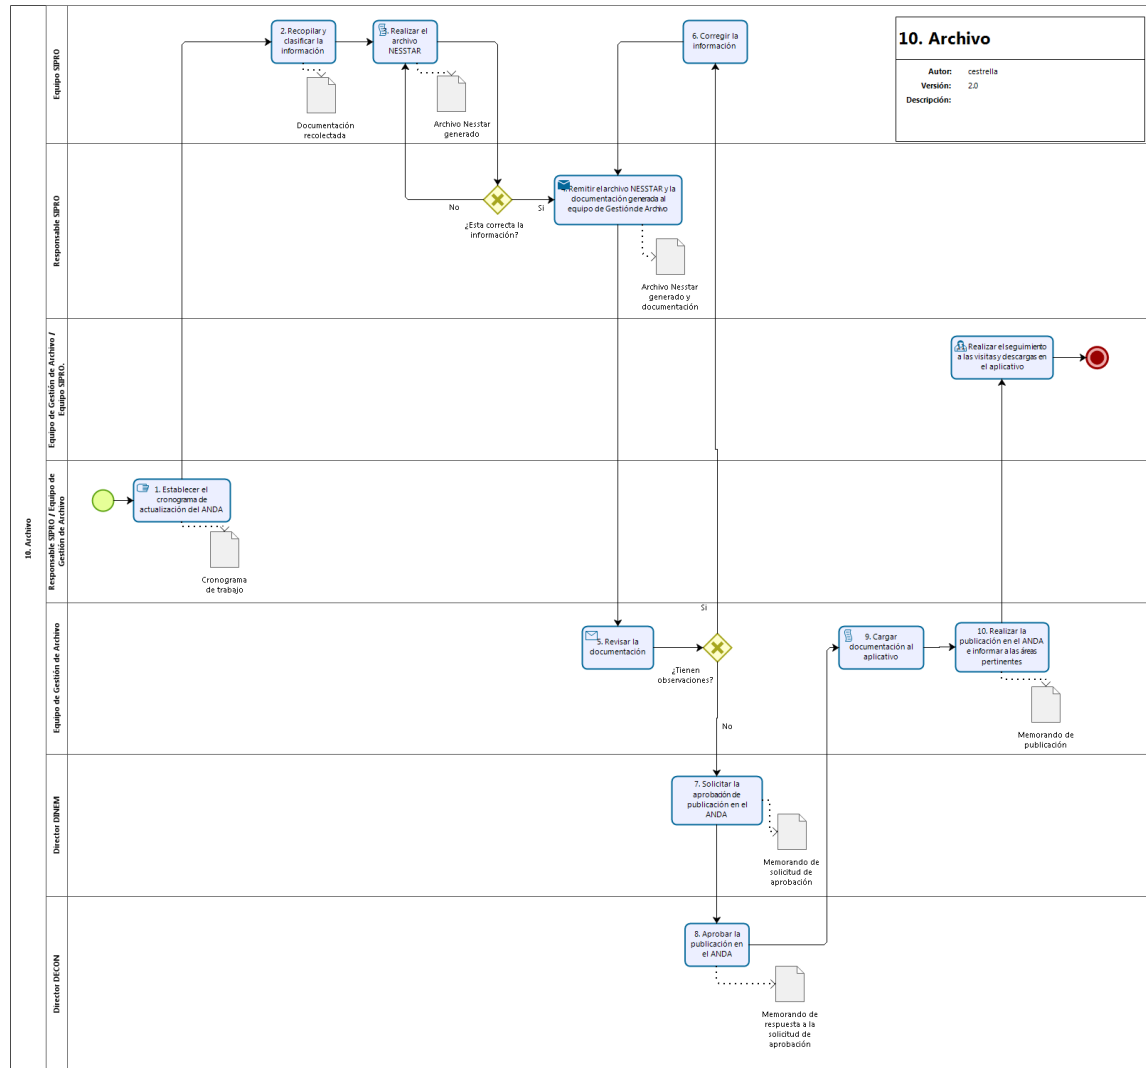 10. Archivo
Autor: cestrella
Versión: 2.0
Descripción:
10. Archivo
Equipo SIPRO
2. Recopilar y
clasificar la
información
Documentación
recolectada
Realizar el
archivo
NESSTAR
Archivo Nesstar
generado
6. Corregir la
información
Responsable SIPRO
No
Si
¿Esta correcta la
información?
Remitir el archivo NESSTAR y la
documentación generada al
equipo de Gestión de Archivo
Archivo Nesstar
generado y
documentación
Equipo de Gestión de Archivo /
Equipo SIPRO.
Realizar el seguimiento
a las visitas y descargas en
el aplicativo
Responsable SIPRO / Equipo de
Gestión de Archivo
1. Establecer el
cronograma de
actualización del ANDA
Cronograma
de trabajo
Equipo de Gestión de Archivo
5. Revisar la
documentación
Si
¿Tienen
observaciones?
No
9. Cargar
documentación al
aplicativo
10. Realizar la
publicación en el ANDA
e informar a las áreas
pertinentes
Memorando de
publicación
Director DINEM
7. Solicitar la
aprobación de
publicación en el
ANDA
Memorando de
solicitud de
aprobación
Director DECON
8. Aprobar la
publicación en
el ANDA
Memorando de
respuesta a la
solicitud de
aprobación